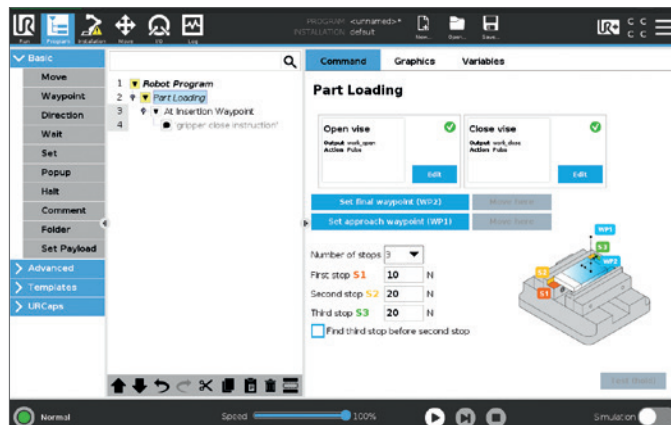 PROGRAM <unnamed>*
INSTALLATION default
New... Open... Save...
UR
Run Program Installation Move I/O Log
UR+
C C
C C
Basic
Move
Waypoint
Direction
Wait
Set
Popup
Halt
Comment
Folder
Set Payload
Advanced
Templates
URCaps
1 Robot Program
2 Part Loading
3 At Insertion Waypoint
4 'gripper close instruction'
Command Graphics Variables
Part Loading
Open vise
Output work_open
Action Pulse
Edit
Close vise
Output work_close
Action Pulse
Edit
Set final waypoint (WP2) Move here
Set approach waypoint (WP1) Move here
Number of stops 3
First stop S1 10 N
Second stop S2 20 N
Third stop S3 20 N
Find third stop before second stop
WP1
S3
WP2
S2
S1
Normal
Speed 100%
Simulation